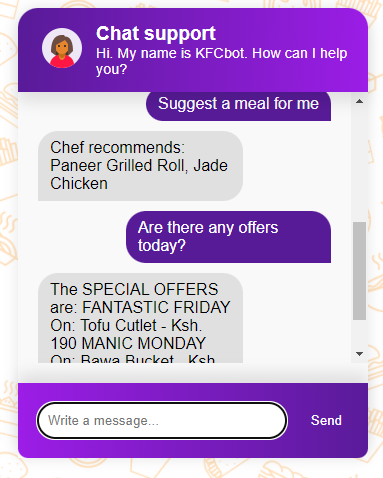 Chat support
Hi. My name is KFCbot. How can I help
you?
Suggest a meal for me
Chef recommends:
Paneer Grilled Roll, Jade
Chicken
Are there any offers
today?
The SPECIAL OFFERS
are: FANTASTIC FRIDAY
On: Tofu Cutlet - Ksh.
190 MANIC MONDAY
On: Bawa Bucket - Ksh
Write a message...
Send